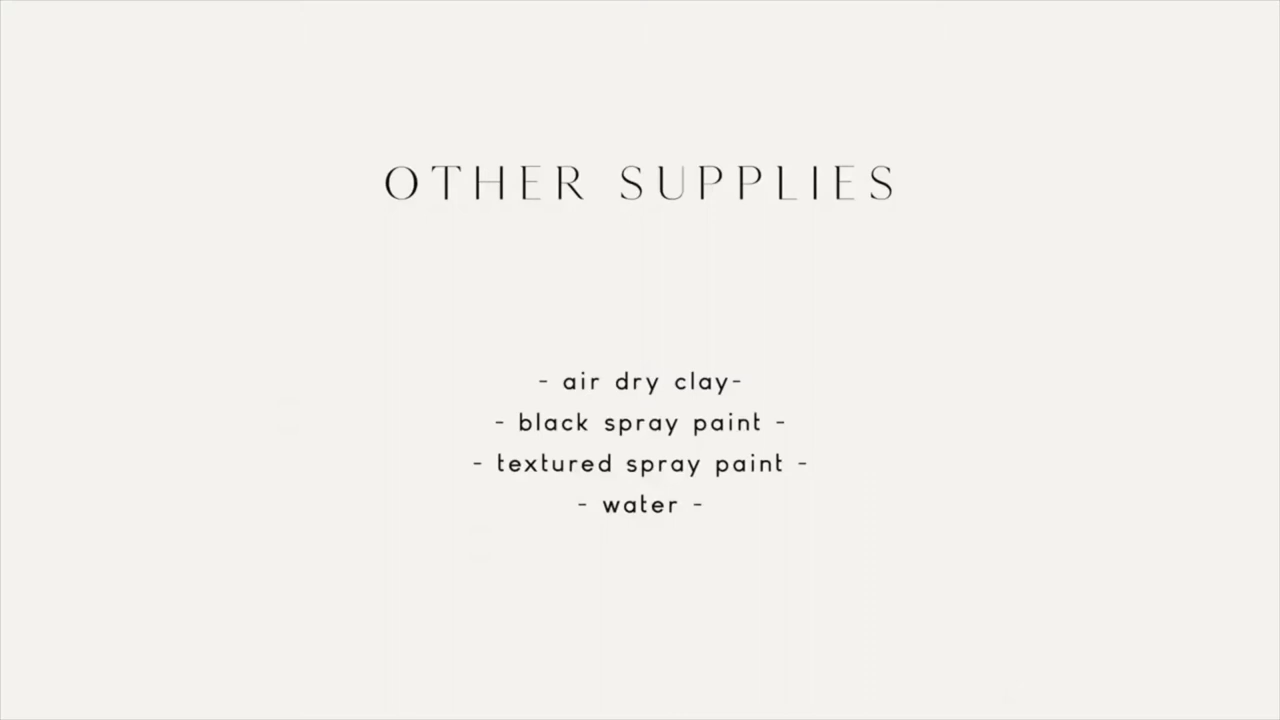 OTHER SUPPLIES
- air dry clay-
- black spray paint -
- textured spray paint -
- water -